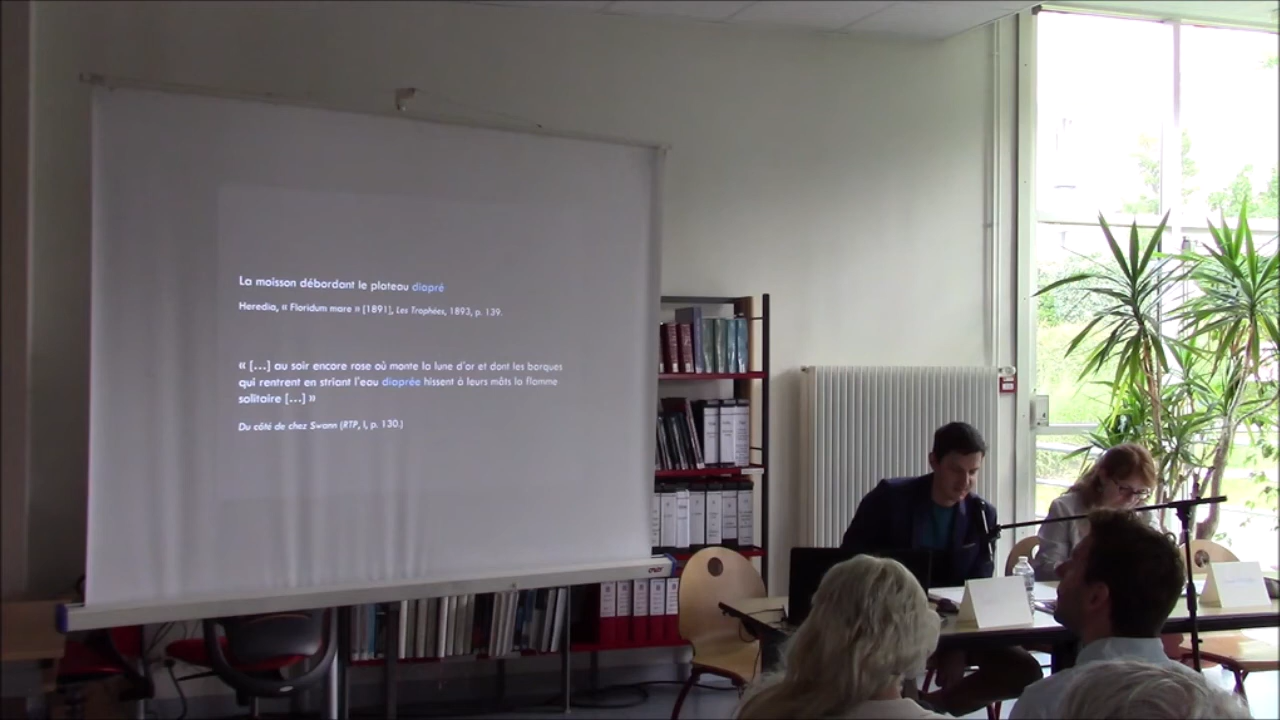 La moisson débordant le plateau diapré
Heredia, « Floridum mare » [1891], Les Trophées, 1893, p. 139.
« [...] au soir encore rose où monte la lune d'or et dont les barques
qui rentrent en striant l'eau diaprée hissent à leurs mâts la flamme
solitaire [...] »
Du côté de chez Swann (RTP, I, p. 130.)